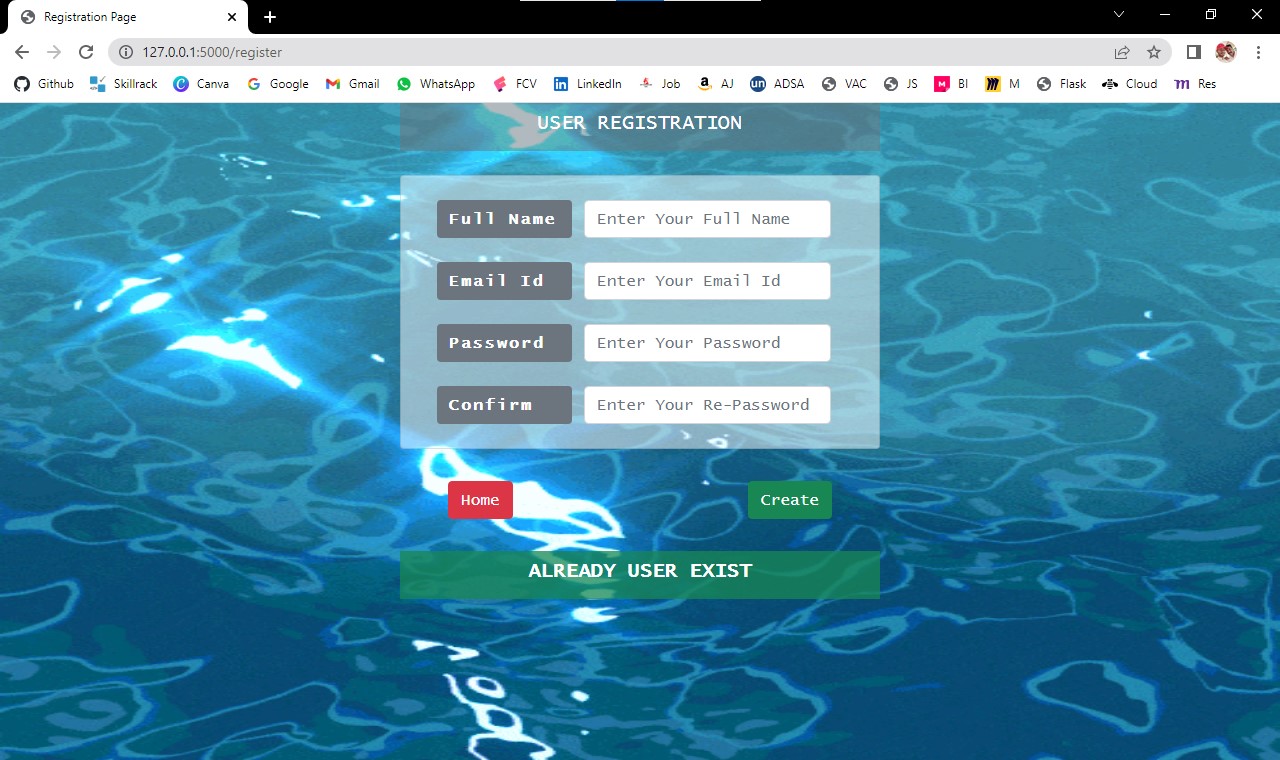 Registration Page
127.0.0.1:5000/register
Github Skillrack Canva Google Gmail WhatsApp FCV LinkedIn Job AJ ADSA VAC JS BI M Flask Cloud Res
USER REGISTRATION
Full Name Enter Your Full Name
Email Id Enter Your Email Id
Password Enter Your Password
Confirm Enter Your Re-Password
Home Create
ALREADY USER EXIST